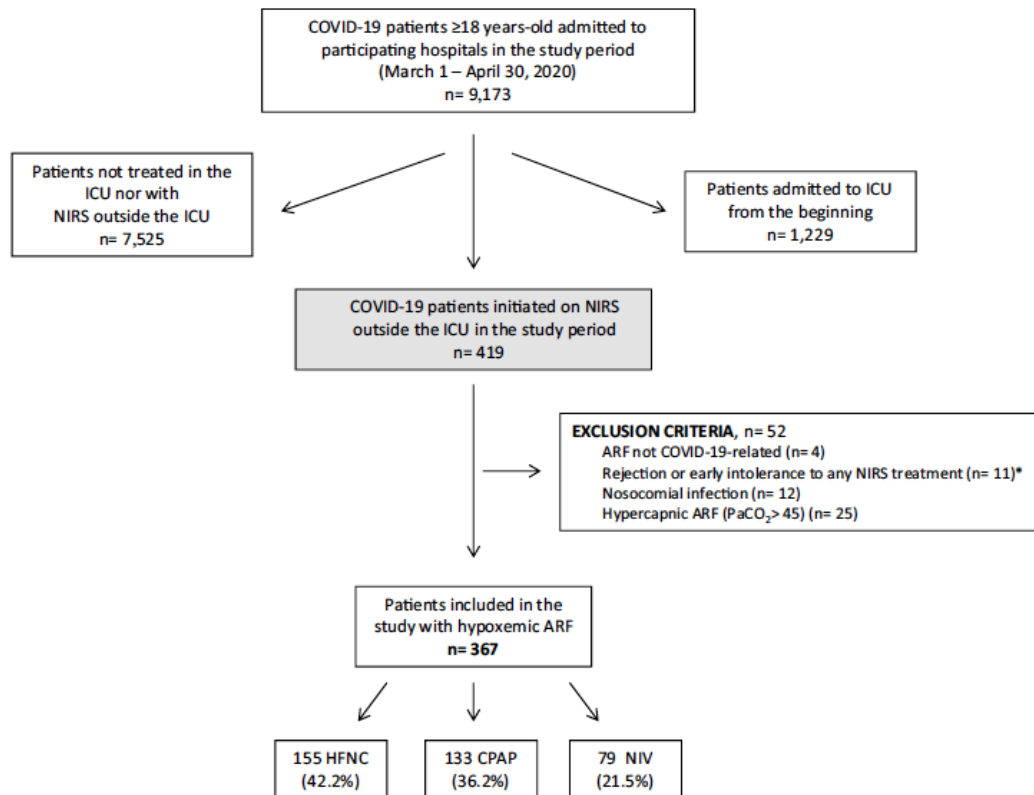 COVID-19 patients ≥18 years-old admitted to
participating hospitals in the study period
(March 1 – April 30, 2020)
n= 9,173
Patients not treated in the
ICU nor with
NIRS outside the ICU
n= 7,525
Patients admitted to ICU
from the beginning
n= 1,229
COVID-19 patients initiated on NIRS
outside the ICU in the study period
n= 419
EXCLUSION CRITERIA, n= 52
ARF not COVID-19-related (n= 4)
Rejection or early intolerance to any NIRS treatment (n= 11)*
Nosocomial infection (n= 12)
Hypercapnic ARF (PaCO₂> 45) (n= 25)
Patients included in the
study with hypoxemic ARF
n= 367
155 HFNC
(42.2%)
133 CPAP
(36.2%)
79 NIV
(21.5%)